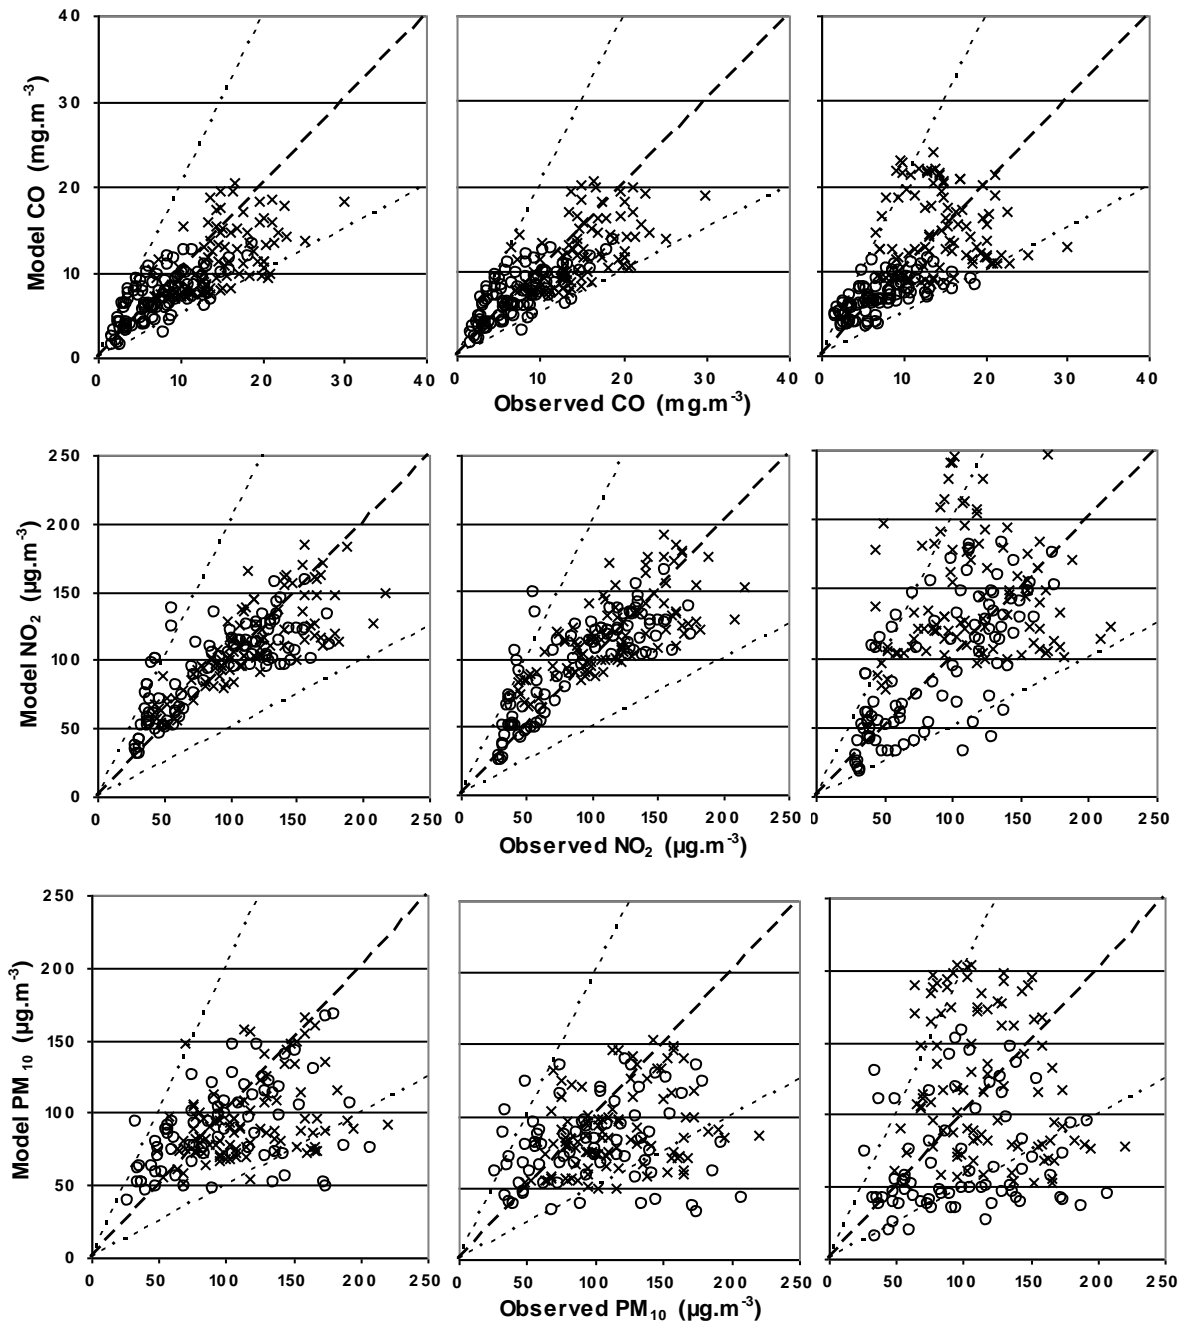 40
30
20
10
0
Model CO (mg.m-3)
0 10 20 30 40
0 10 20 30 40
0 10 20 30 40
Observed CO (mg.m-3)
250
200
150
100
50
0
Model NO2 (µg.m-3)
0 50 100 150 200 250
0 50 100 150 200 250
0 50 100 150 200 250
Observed NO2 (µg.m-3)
250
200
150
100
50
0
Model PM10 (µg.m-3)
0 50 100 150 200 250
0 50 100 150 200 250
0 50 100 150 200 250
Observed PM10 (µg.m-3)